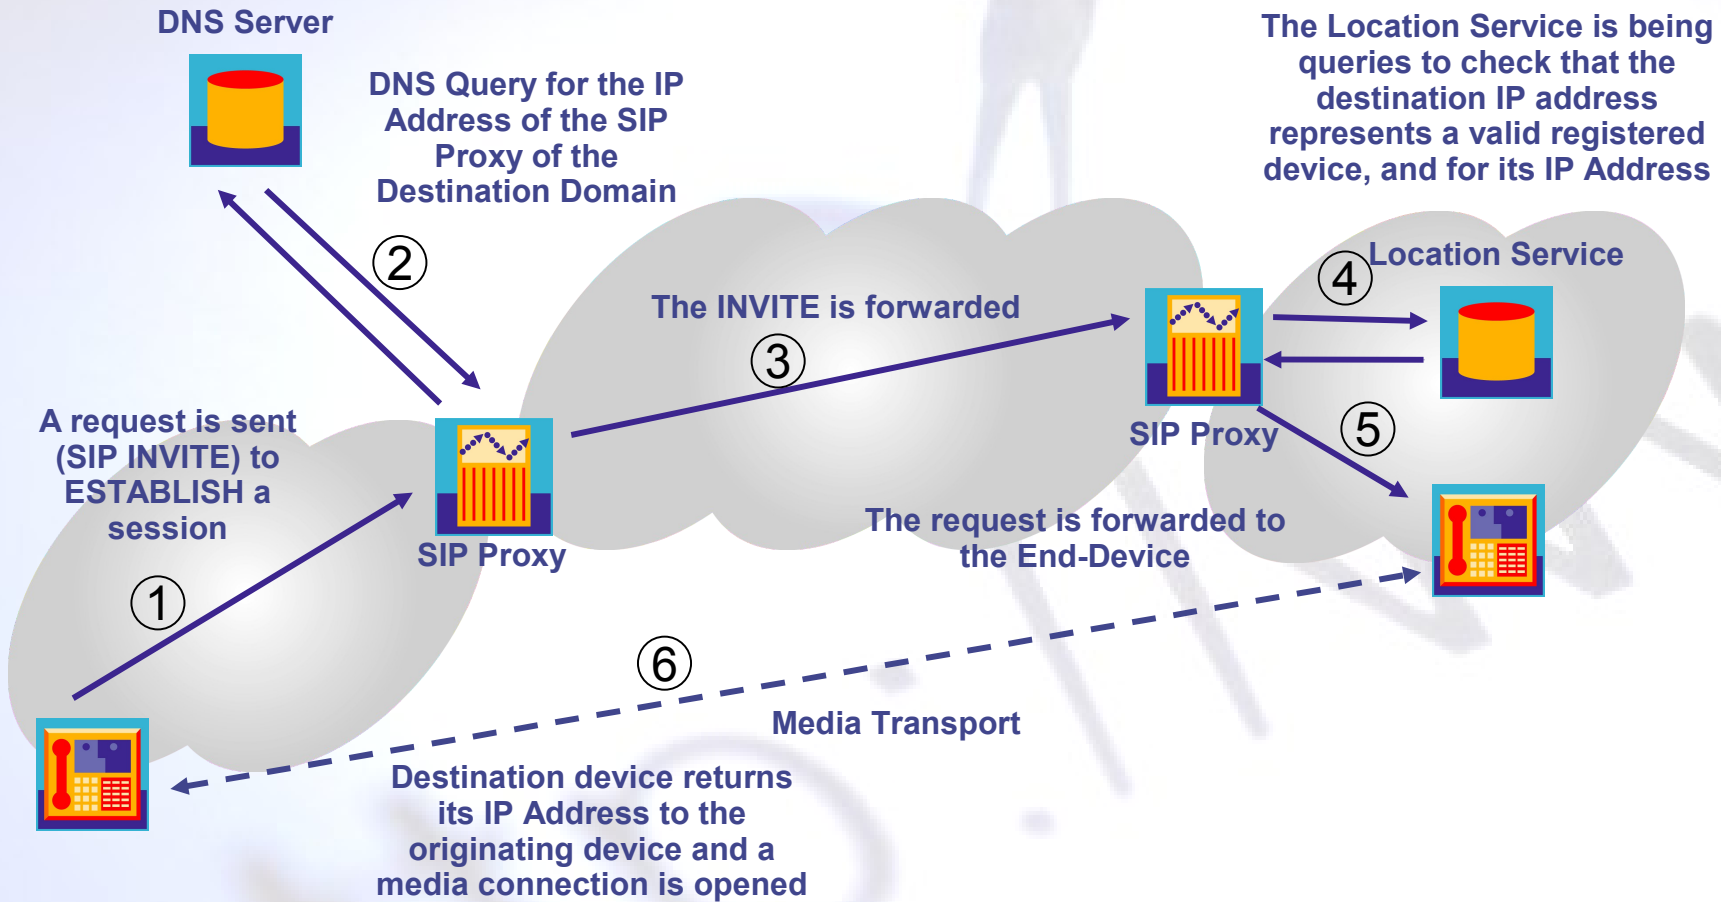 DNS Server
DNS Query for the IP
Address of the SIP
Proxy of the
Destination Domain
The Location Service is being
queries to check that the
destination IP address
represents a valid registered
device, and for its IP Address
2
Location Service
4
The INVITE is forwarded
3
A request is sent
(SIP INVITE) to
ESTABLISH a
session
SIP Proxy
SIP Proxy
5
The request is forwarded to
the End-Device
1
6
Media Transport
Destination device returns
its IP Address to the
originating device and a
media connection is opened